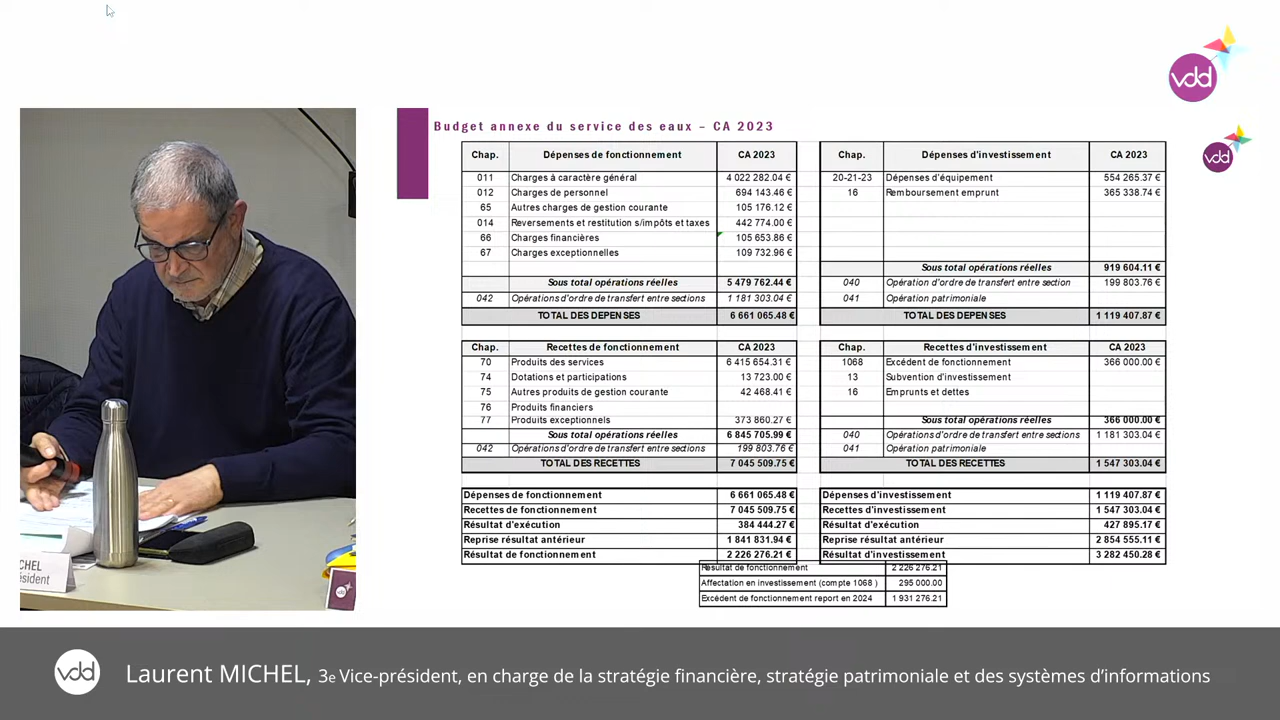 vdd
Budget annexe du service des eaux – CA 2023
vdd
Chap. Dépenses de fonctionnement CA 2023
011 Charges à caractère général 4 022 282.04 €
012 Charges de personnel 694 143.46 €
65 Autres charges de gestion courante 105 176.12 €
014 Reversements et restitution s/impôts et taxes 442 774.00 €
66 Charges financières 105 653.86 €
67 Charges exceptionnelles 109 732.96 €
Sous total opérations réelles 5 479 762.44 €
042 Opérations d'ordre de transfert entre sections 1 181 303.04 €
TOTAL DES DEPENSES 6 661 065.48 €
Chap. Dépenses d'investissement CA 2023
20-21-23 Dépenses d'équipement 554 265.37 €
16 Remboursement emprunt 365 338.74 €
Sous total opérations réelles 919 604.11 €
040 Opération d'ordre de transfert entre section 199 803.76 €
041 Opération patrimoniale
TOTAL DES DEPENSES 1 119 407.87 €
Chap. Recettes de fonctionnement CA 2023
70 Produits des services 6 415 654.31 €
74 Dotations et participations 13 723.00 €
75 Autres produits de gestion courante 42 468.41 €
76 Produits financiers
77 Produits exceptionnels 373 860.27 €
Sous total opérations réelles 6 845 705.99 €
042 Opérations d'ordre de transfert entre sections 199 803.76 €
TOTAL DES RECETTES 7 045 509.75 €
Chap. Recettes d'investissement CA 2023
1068 Excédent de fonctionnement 366 000.00 €
13 Subvention d'investissement
16 Emprunts et dettes
Sous total opérations réelles 366 000.00 €
040 Opérations d'ordre de transfert entre sections 1 181 303.04 €
041 Opération patrimoniale
TOTAL DES RECETTES 1 547 303.04 €
Dépenses de fonctionnement 6 661 065.48 €
Recettes de fonctionnement 7 045 509.75 €
Résultat d'exécution 384 444.27 €
Reprise résultat antérieur 1 841 831.94 €
Résultat de fonctionnement 2 226 276.21 €
Dépenses d'investissement 1 119 407.87 €
Recettes d'investissement 1 547 303.04 €
Résultat d'exécution 427 895.17 €
Reprise résultat antérieur 2 854 555.11 €
Résultat d'investissement 3 282 450.28 €
Résultat de fonctionnement 2 226 276.21
Affectation en investissement (compte 1068 ) 295 000.00
Excédent de fonctionnement report en 2024 1 931 276.21
CHEL
ésident
vdd
Laurent MICHEL, 3e Vice-président, en charge de la stratégie financière, stratégie patrimoniale et des systèmes d'informations